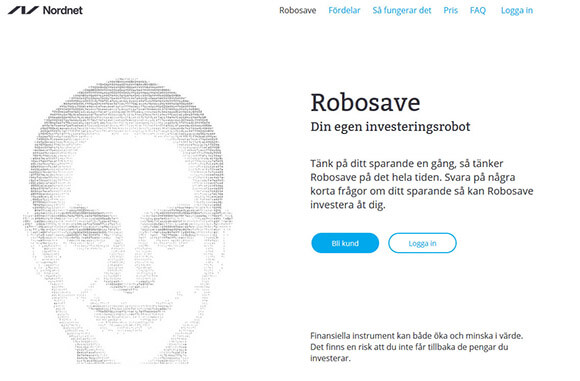 Nordnet
Robosave Fördelar Så fungerar det Pris FAQ Logga in
Robosave
Din egen investeringsrobot
Tänk på ditt sparande en gång, så tänker
Robosave på det hela tiden. Svara på några
korta frågor om ditt sparande så kan Robosave
investera åt dig.
Bli kund Logga in
Finansiella instrument kan både öka och minska i värde.
Det finns en risk att du inte får tillbaka de pengar du
investerar.